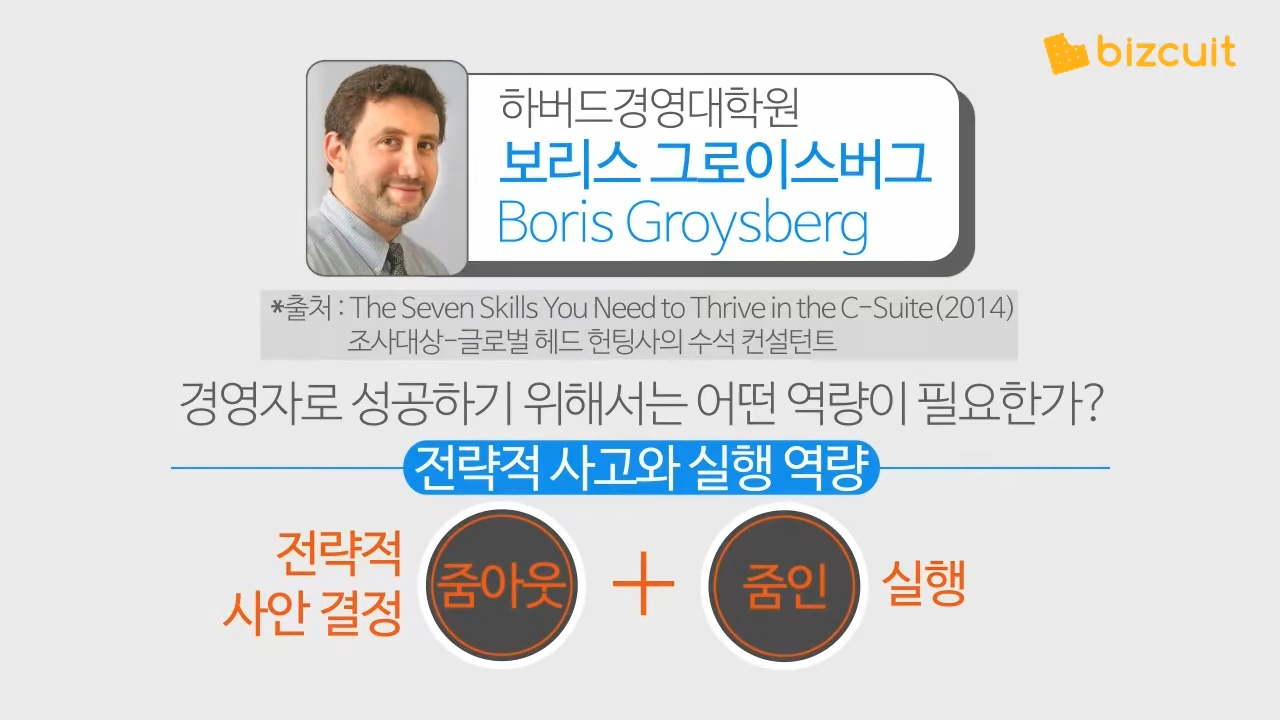 bizcuit
하버드경영대학원
보리스 그로이스버그
Boris Groysberg
*출처 : The Seven Skills You Need to Thrive in the C-Suite(2014)
조사대상-글로벌 헤드 헌팅사의 수석 컨설턴트
경영자로 성공하기 위해서는 어떤 역량이 필요한가?
전략적 사고와 실행 역량
전략적
사안 결정
줌아웃
+
줌인
실행